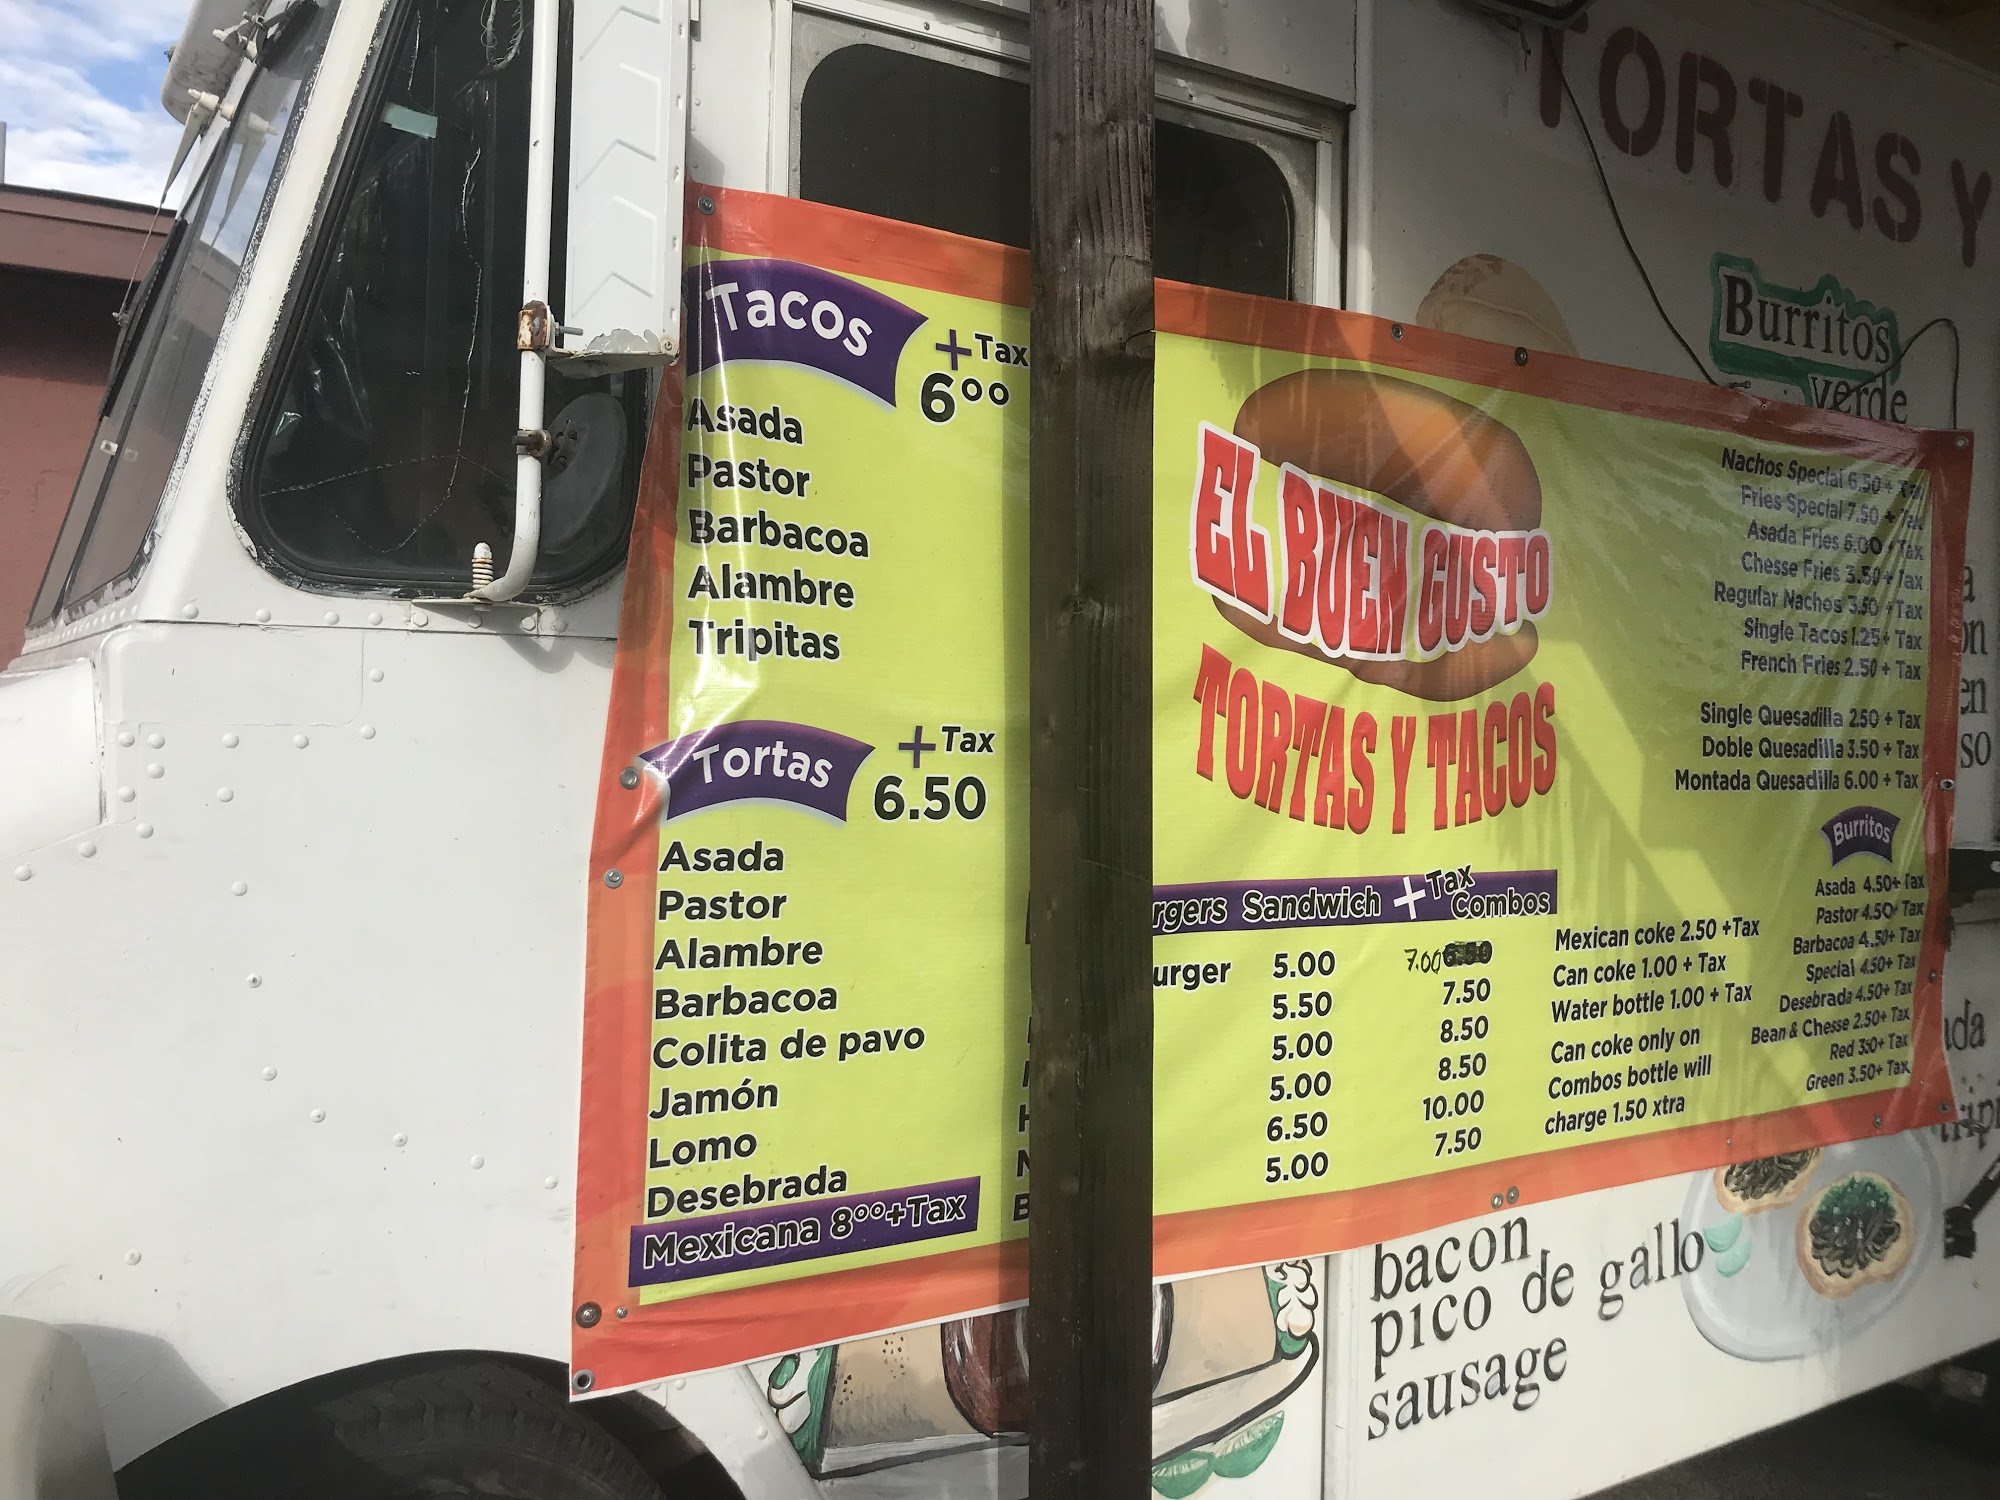 TORTAS Y
Burritos
verde
Tacos
+Tax
6⁰⁰
Asada
Pastor
Barbacoa
Alambre
Tripitas
Tortas
+Tax
6.50
Asada
Pastor
Alambre
Barbacoa
Colita de pavo
Jamón
Lomo
Desebrada
Mexicana 8⁰⁰+Tax
EL BUEN GUSTO
TORTAS Y TACOS
Sandwich +Tax
Combos
5.00 7.00
5.50 7.50
5.00 8.50
5.00 8.50
6.50 10.00
5.00 7.50
Mexican coke 2.50 +Tax
Can coke 1.00 + Tax
Water bottle 1.00 + Tax
Can coke only on
Combos bottle will
charge 1.50 xtra
Nachos Special 6.50 + Tax
Fries Special 7.50 + Tax
Asada Fries 6.00 + Tax
Chesse Fries 3.50 + Tax
Regular Nachos 3.50 + Tax
Single Tacos 1.25 + Tax
French Fries 2.50 + Tax
Single Quesadilla 2.50 + Tax
Doble Quesadilla 3.50 + Tax
Montada Quesadilla 6.00 + Tax
Burritos
Asada 4.50+ Tax
Pastor 4.50+ Tax
Barbacoa 4.50+ Tax
Special 4.50+ Tax
Desebrada 4.50+ Tax
Bean & Chesse 2.50+ Tax
Red 3.50+ Tax
Green 3.50+ Tax
bacon
pico de gallo
sausage